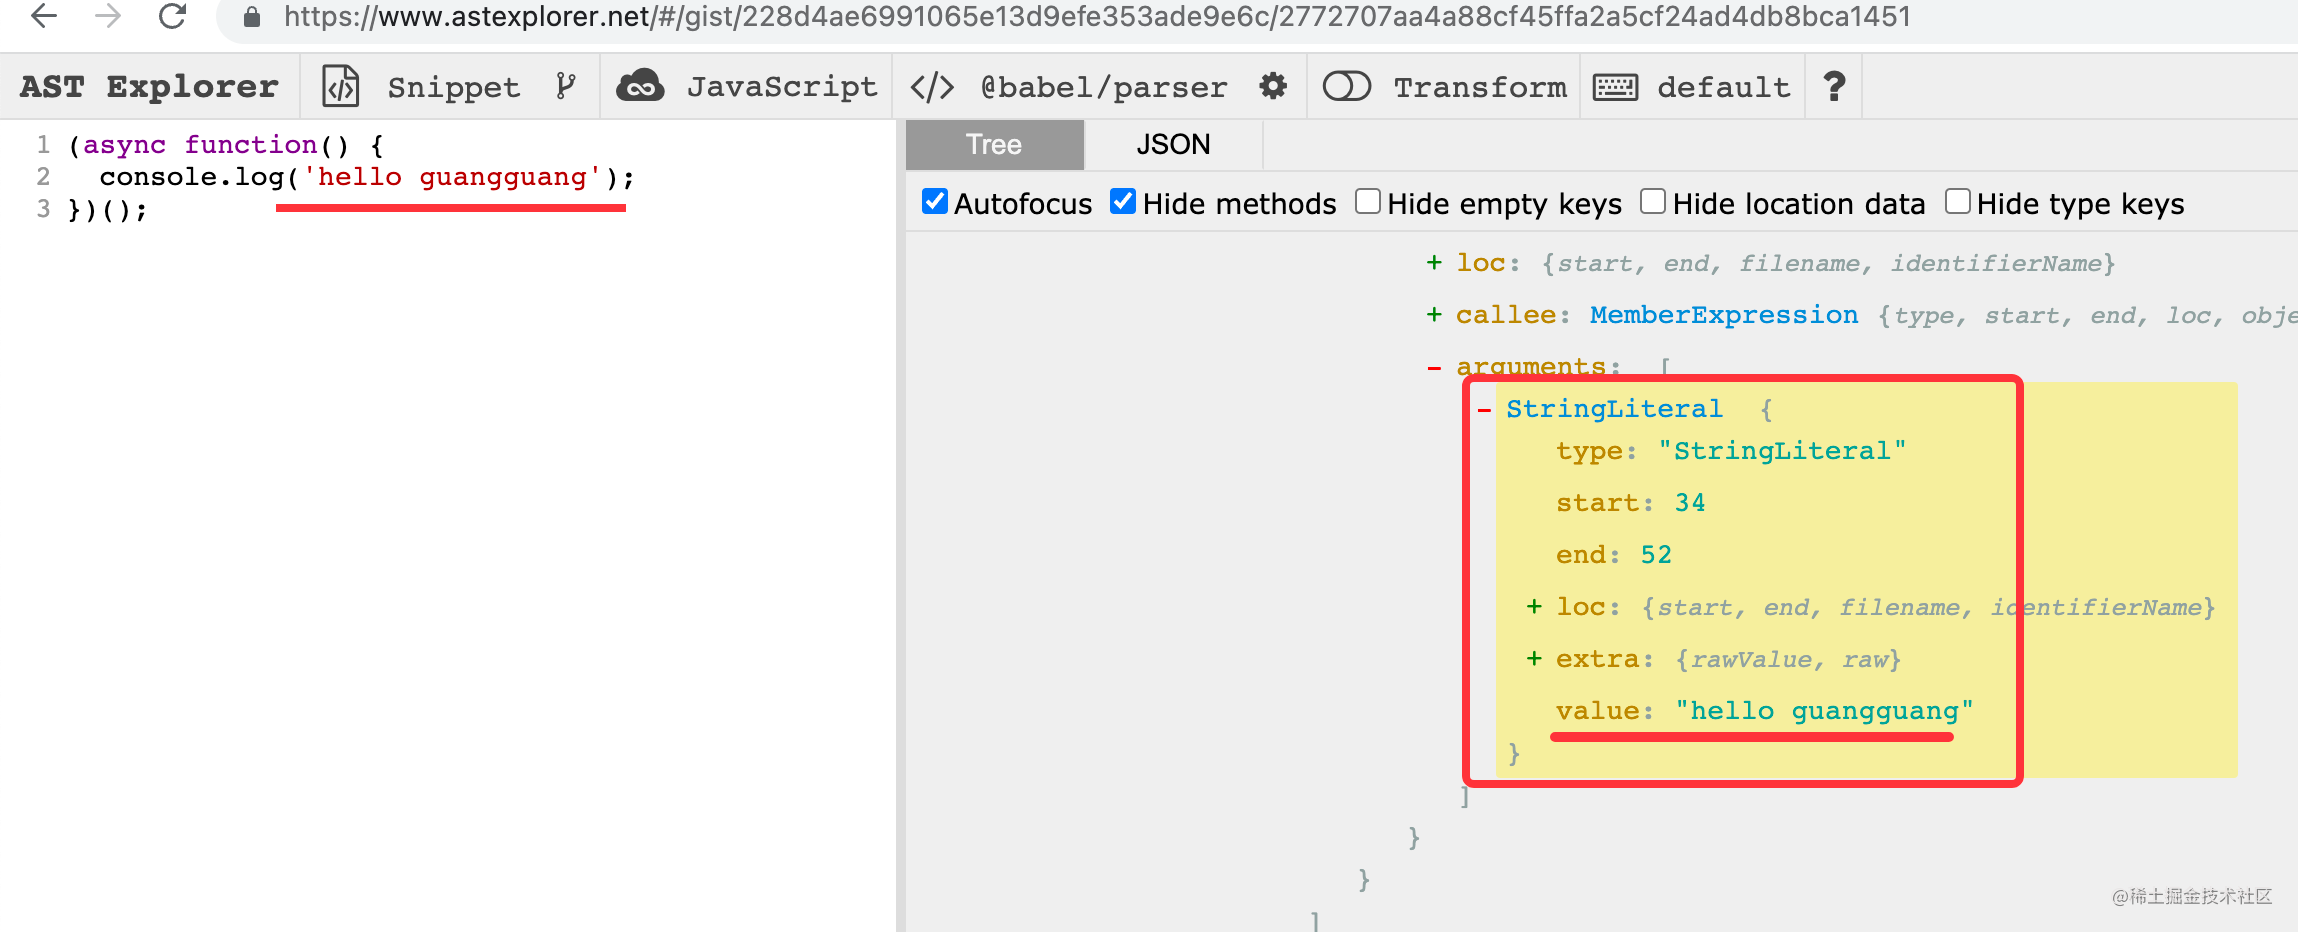 https://www.astexplorer.net/#/gist/228d4ae6991065e13d9efe353ade9e6c/2772707aa4a88cf45ffa2a5cf24ad4db8bca1451
AST Explorer </> Snippet JavaScript </> @babel/parser Transform default ?
1 (async function() {
2   console.log('hello guangguang');
3 })();
Tree JSON
Autofocus Hide methods Hide empty keys Hide location data Hide type keys
+ loc: {start, end, filename, identifierName}
+ callee: MemberExpression {type, start, end, loc, obje
- arguments: [
- StringLiteral {
type: "StringLiteral"
start: 34
end: 52
+ loc: {start, end, filename, identifierName}
+ extra: {rawValue, raw}
value: "hello guangguang"
}
]
}
}
]
@稀土掘金技术社区